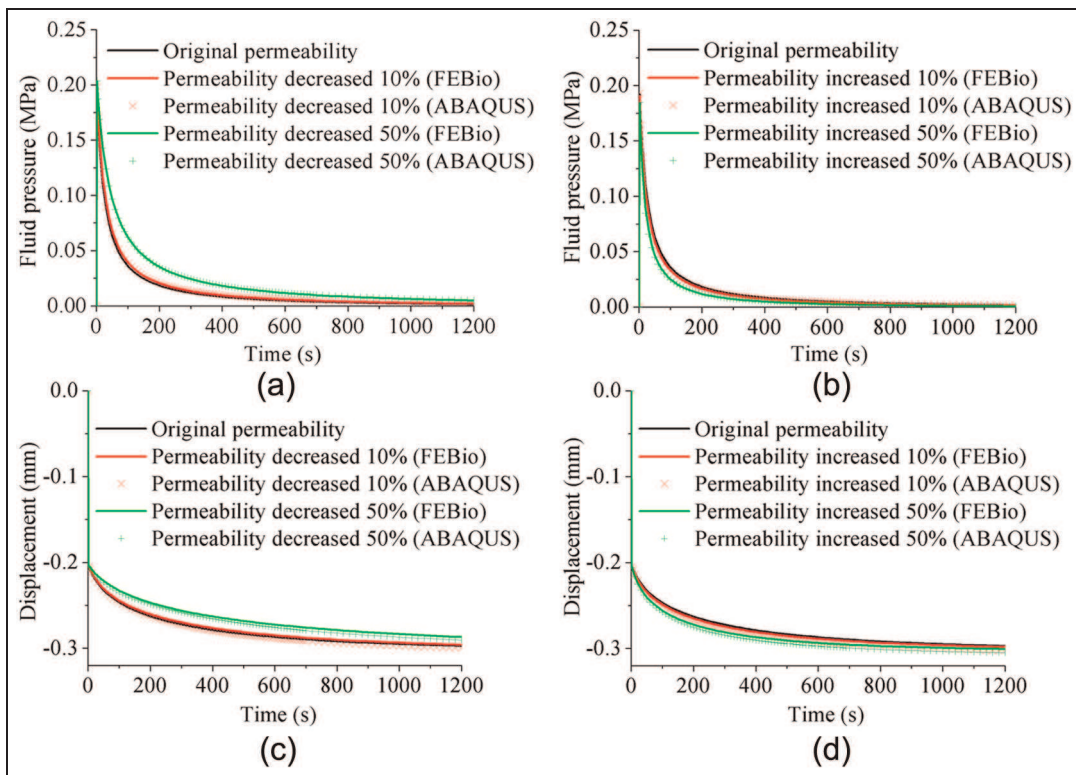 0.25
0.20
0.15
0.10
0.05
0.00
Fluid pressure (MPa)
Original permeability
Permeability decreased 10% (FEBio)
Permeability decreased 10% (ABAQUS)
Permeability decreased 50% (FEBio)
Permeability decreased 50% (ABAQUS)
0 200 400 600 800 1000 1200
Time (s)
(a)
0.25
0.20
0.15
0.10
0.05
0.00
Fluid pressure (MPa)
Original permeability
Permeability increased 10% (FEBio)
Permeability increased 10% (ABAQUS)
Permeability increased 50% (FEBio)
Permeability increased 50% (ABAQUS)
0 200 400 600 800 1000 1200
Time (s)
(b)
0.0
-0.1
-0.2
-0.3
Displacement (mm)
Original permeability
Permeability decreased 10% (FEBio)
Permeability decreased 10% (ABAQUS)
Permeability decreased 50% (FEBio)
Permeability decreased 50% (ABAQUS)
0 200 400 600 800 1000 1200
Time (s)
(c)
0.0
-0.1
-0.2
-0.3
Displacement (mm)
Original permeability
Permeability increased 10% (FEBio)
Permeability increased 10% (ABAQUS)
Permeability increased 50% (FEBio)
Permeability increased 50% (ABAQUS)
0 200 400 600 800 1000 1200
Time (s)
(d)